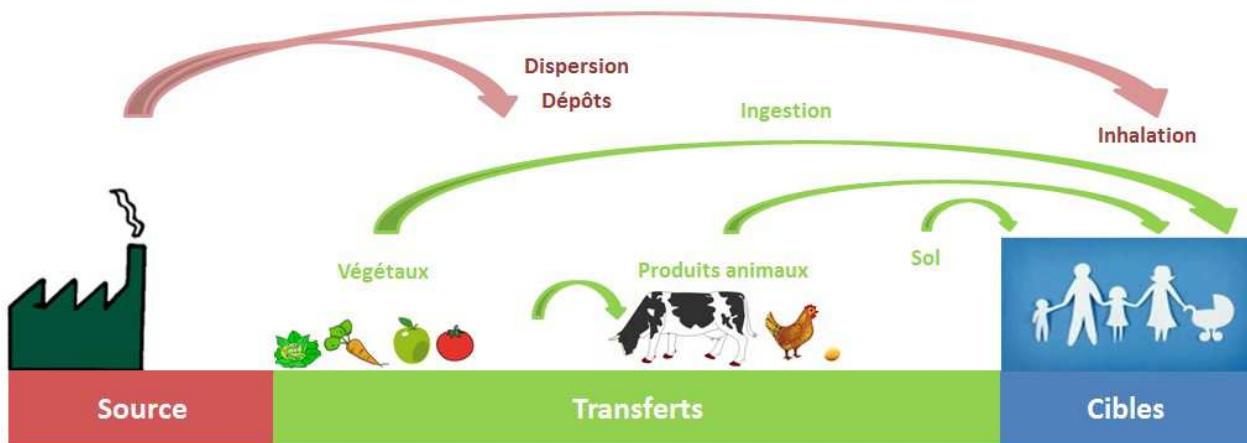 Dispersion
Dépôts
Ingestion
Inhalation
Végétaux
Produits animaux
Sol
Source
Transferts
Cibles